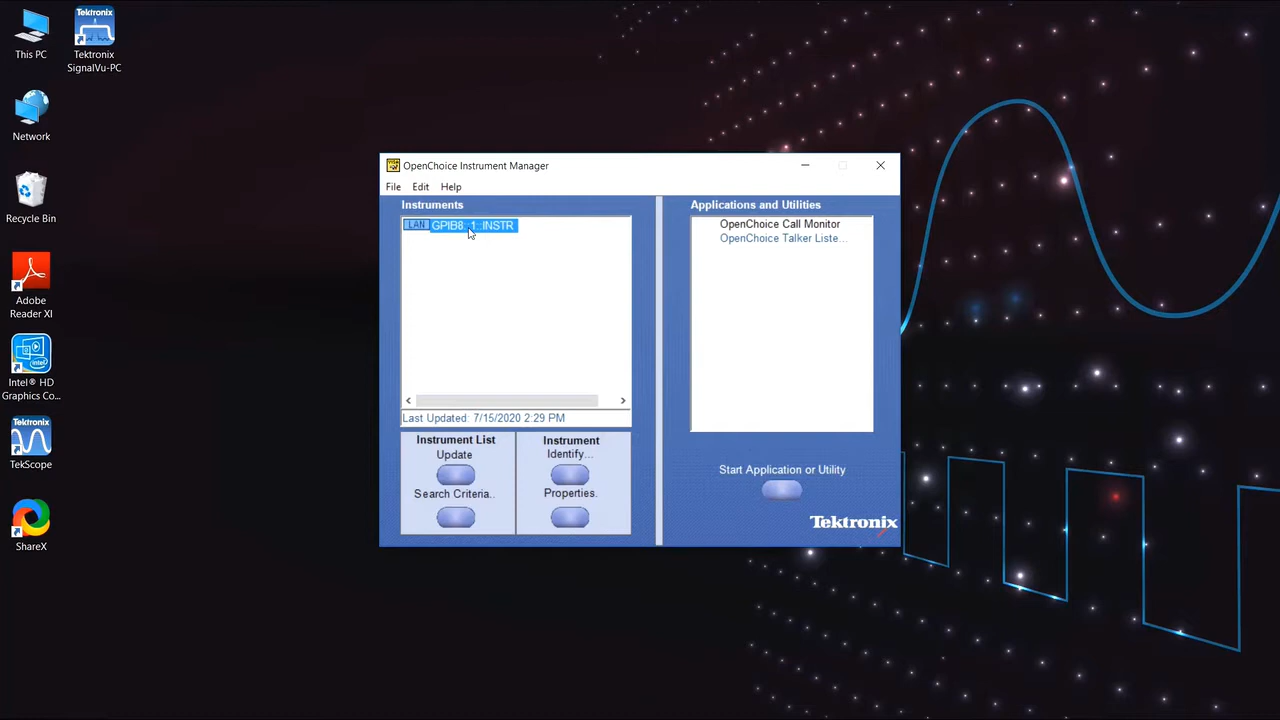 This PC
Tektronix
Tektronix
SignalVu-PC
Network
Recycle Bin
Adobe
Reader XI
intel
Intel® HD
Graphics Co...
TekScope
ShareX
OpenChoice Instrument Manager
File Edit Help
Instruments
LAN GPIB8::1::INSTR
Last Updated: 7/15/2020 2:29 PM
Instrument List
Update
Search Criteria..
Instrument
Identify...
Properties.
Applications and Utilities
OpenChoice Call Monitor
OpenChoice Talker Liste...
Start Application or Utility
Tektronix